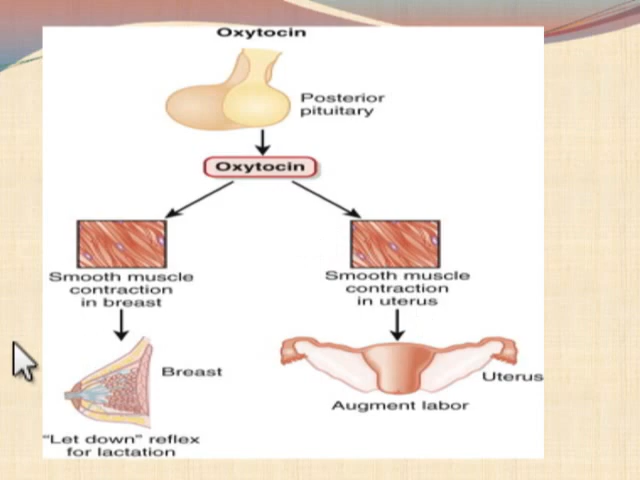 Oxytocin
Posterior
pituitary
Oxytocin
Smooth muscle
contraction
in breast
Smooth muscle
contraction
in uterus
Breast
Uterus
Augment labor
"Let down" reflex
for lactation